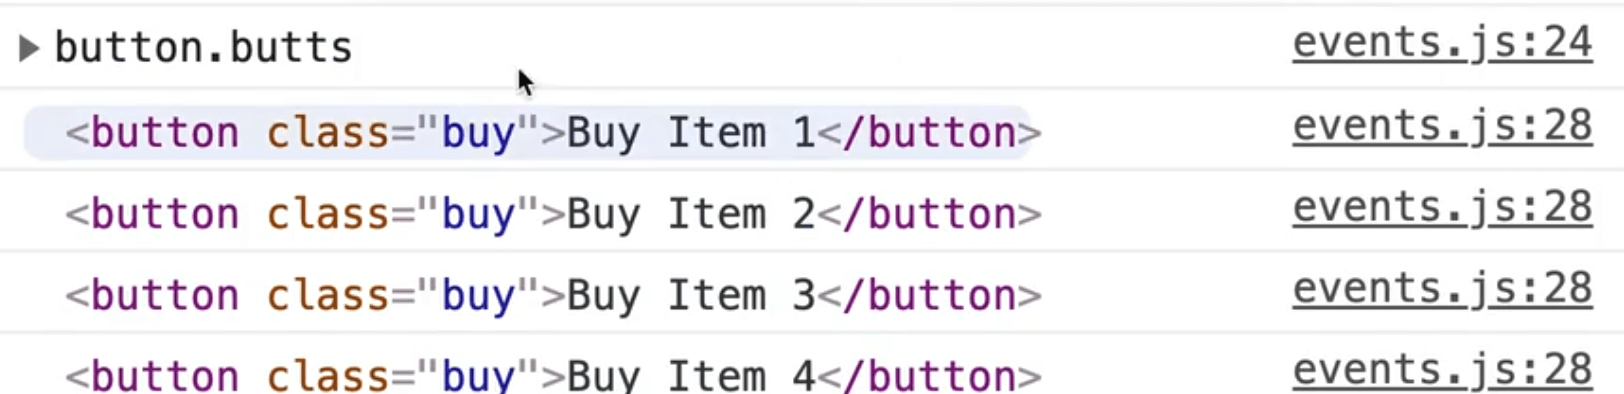 ▶ button.butts events.js:24
<button class="buy">Buy Item 1</button> events.js:28
<button class="buy">Buy Item 2</button> events.js:28
<button class="buy">Buy Item 3</button> events.js:28
<button class="buy">Buy Item 4</button> events.js:28